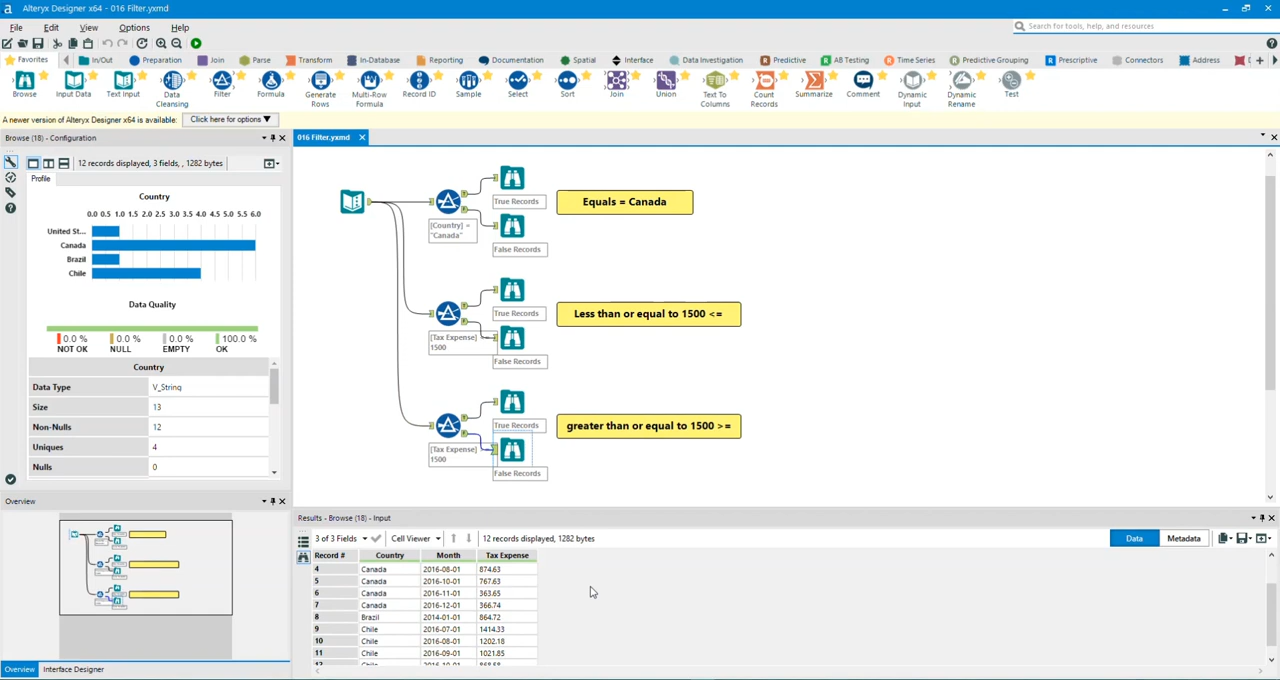 Alteryx Designer x64 - 016 Filter.yxmd
File Edit View Options Help
Search for tools, help, and resources
Favorites In/Out Preparation Join Parse Transform In-Database Reporting Documentation Spatial Interface Data Investigation Predictive AB Testing Time Series Predictive Grouping Prescriptive Connectors Address
Browse Input Data Text Input Data Cleansing Filter Formula Generate Rows Multi-Row Formula Record ID Sample Select Sort Join Union Text To Columns Count Records Summarize Comment Dynamic Input Dynamic Rename Test
A newer version of Alteryx Designer x64 is available: Click here for options ▼
Browse (18) - Configuration
016 Filter.yxmd
12 records displayed, 3 fields, , 1282 bytes
Profile
Country
0.0 0.5 1.0 1.5 2.0 2.5 3.0 3.5 4.0 4.5 5.0 5.5 6.0
United St...
Canada
Brazil
Chile
Data Quality
0.0 % 0.0 % 0.0 % 100.0 %
NOT OK NULL EMPTY OK
Country
Data Type V_String
Size 13
Non-Nulls 12
Uniques 4
Nulls 0
True Records
Equals = Canada
[Country] =
"Canada"
False Records
True Records
Less than or equal to 1500 <=
[Tax Expense]
1500
False Records
True Records
greater than or equal to 1500 >=
[Tax Expense]
1500
False Records
Overview
Overview Interface Designer
Results - Browse (18) - Input
3 of 3 Fields Cell Viewer 12 records displayed, 1282 bytes Data Metadata
Record # Country Month Tax Expense
4 Canada 2016-08-01 874.63
5 Canada 2016-10-01 767.63
6 Canada 2016-11-01 363.65
7 Canada 2016-12-01 366.74
8 Brazil 2014-01-01 864.72
9 Chile 2016-07-01 1414.33
10 Chile 2016-08-01 1202.18
11 Chile 2016-09-01 1021.85
12 Chile 2016-10-01